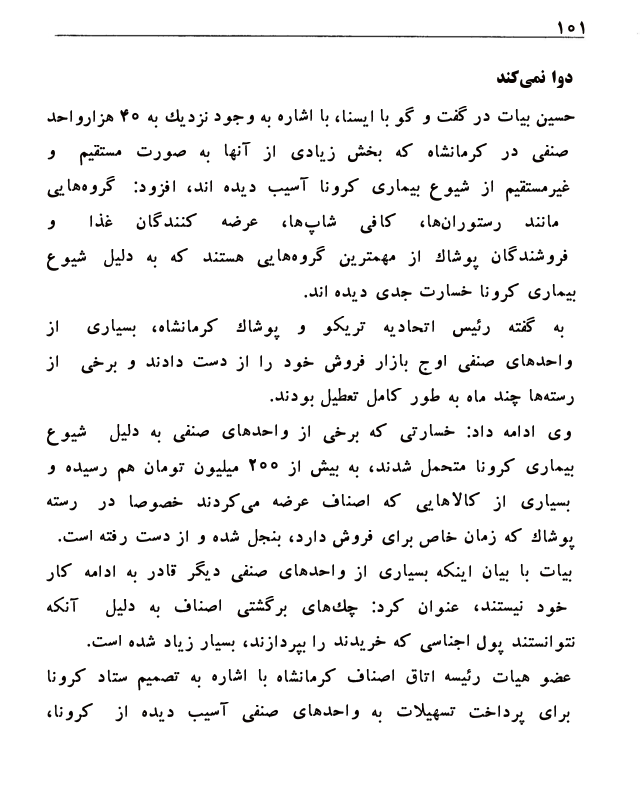 ۱۰۱
دوا نمی‌کند
حسین بیات در گفت و گو با ایسنا، با اشاره به وجود نزدیك به ۴۰ هزارواحد
صنفی در کرمانشاه که بخش زیادی از آنها به صورت مستقیم و
غیرمستقیم از شیوع بیماری کرونا آسیب دیده اند، افزود: گروه‌هایی
مانند رستوران‌ها، کافی شاپ‌ها، عرضه کنندگان غذا و
فروشندگان پوشاك از مهمترین گروه‌هایی هستند که به دلیل شیوع
بیماری کرونا خسارت جدی دیده اند.
به گفته رئیس اتحادیه تریکو و پوشاك کرمانشاه، بسیاری از
واحدهای صنفی اوج بازار فروش خود را از دست دادند و برخی از
رسته‌ها چند ماه به طور کامل تعطیل بودند.
وی ادامه داد: خسارتی که برخی از واحدهای صنفی به دلیل شیوع
بیماری کرونا متحمل شدند، به بیش از ۲۰۰ میلیون تومان هم رسیده و
بسیاری از کالاهایی که اصناف عرضه می‌کردند خصوصا در رسته
پوشاك که زمان خاص برای فروش دارد، بنجل شده و از دست رفته است.
بیات با بیان اینکه بسیاری از واحدهای صنفی دیگر قادر به ادامه کار
خود نیستند، عنوان کرد: چك‌های برگشتی اصناف به دلیل آنکه
نتوانستند پول اجناسی که خریدند را بپردازند، بسیار زیاد شده است.
عضو هیات رئیسه اتاق اصناف کرمانشاه با اشاره به تصمیم ستاد کرونا
برای پرداخت تسهیلات به واحدهای صنفی آسیب دیده از کرونا،